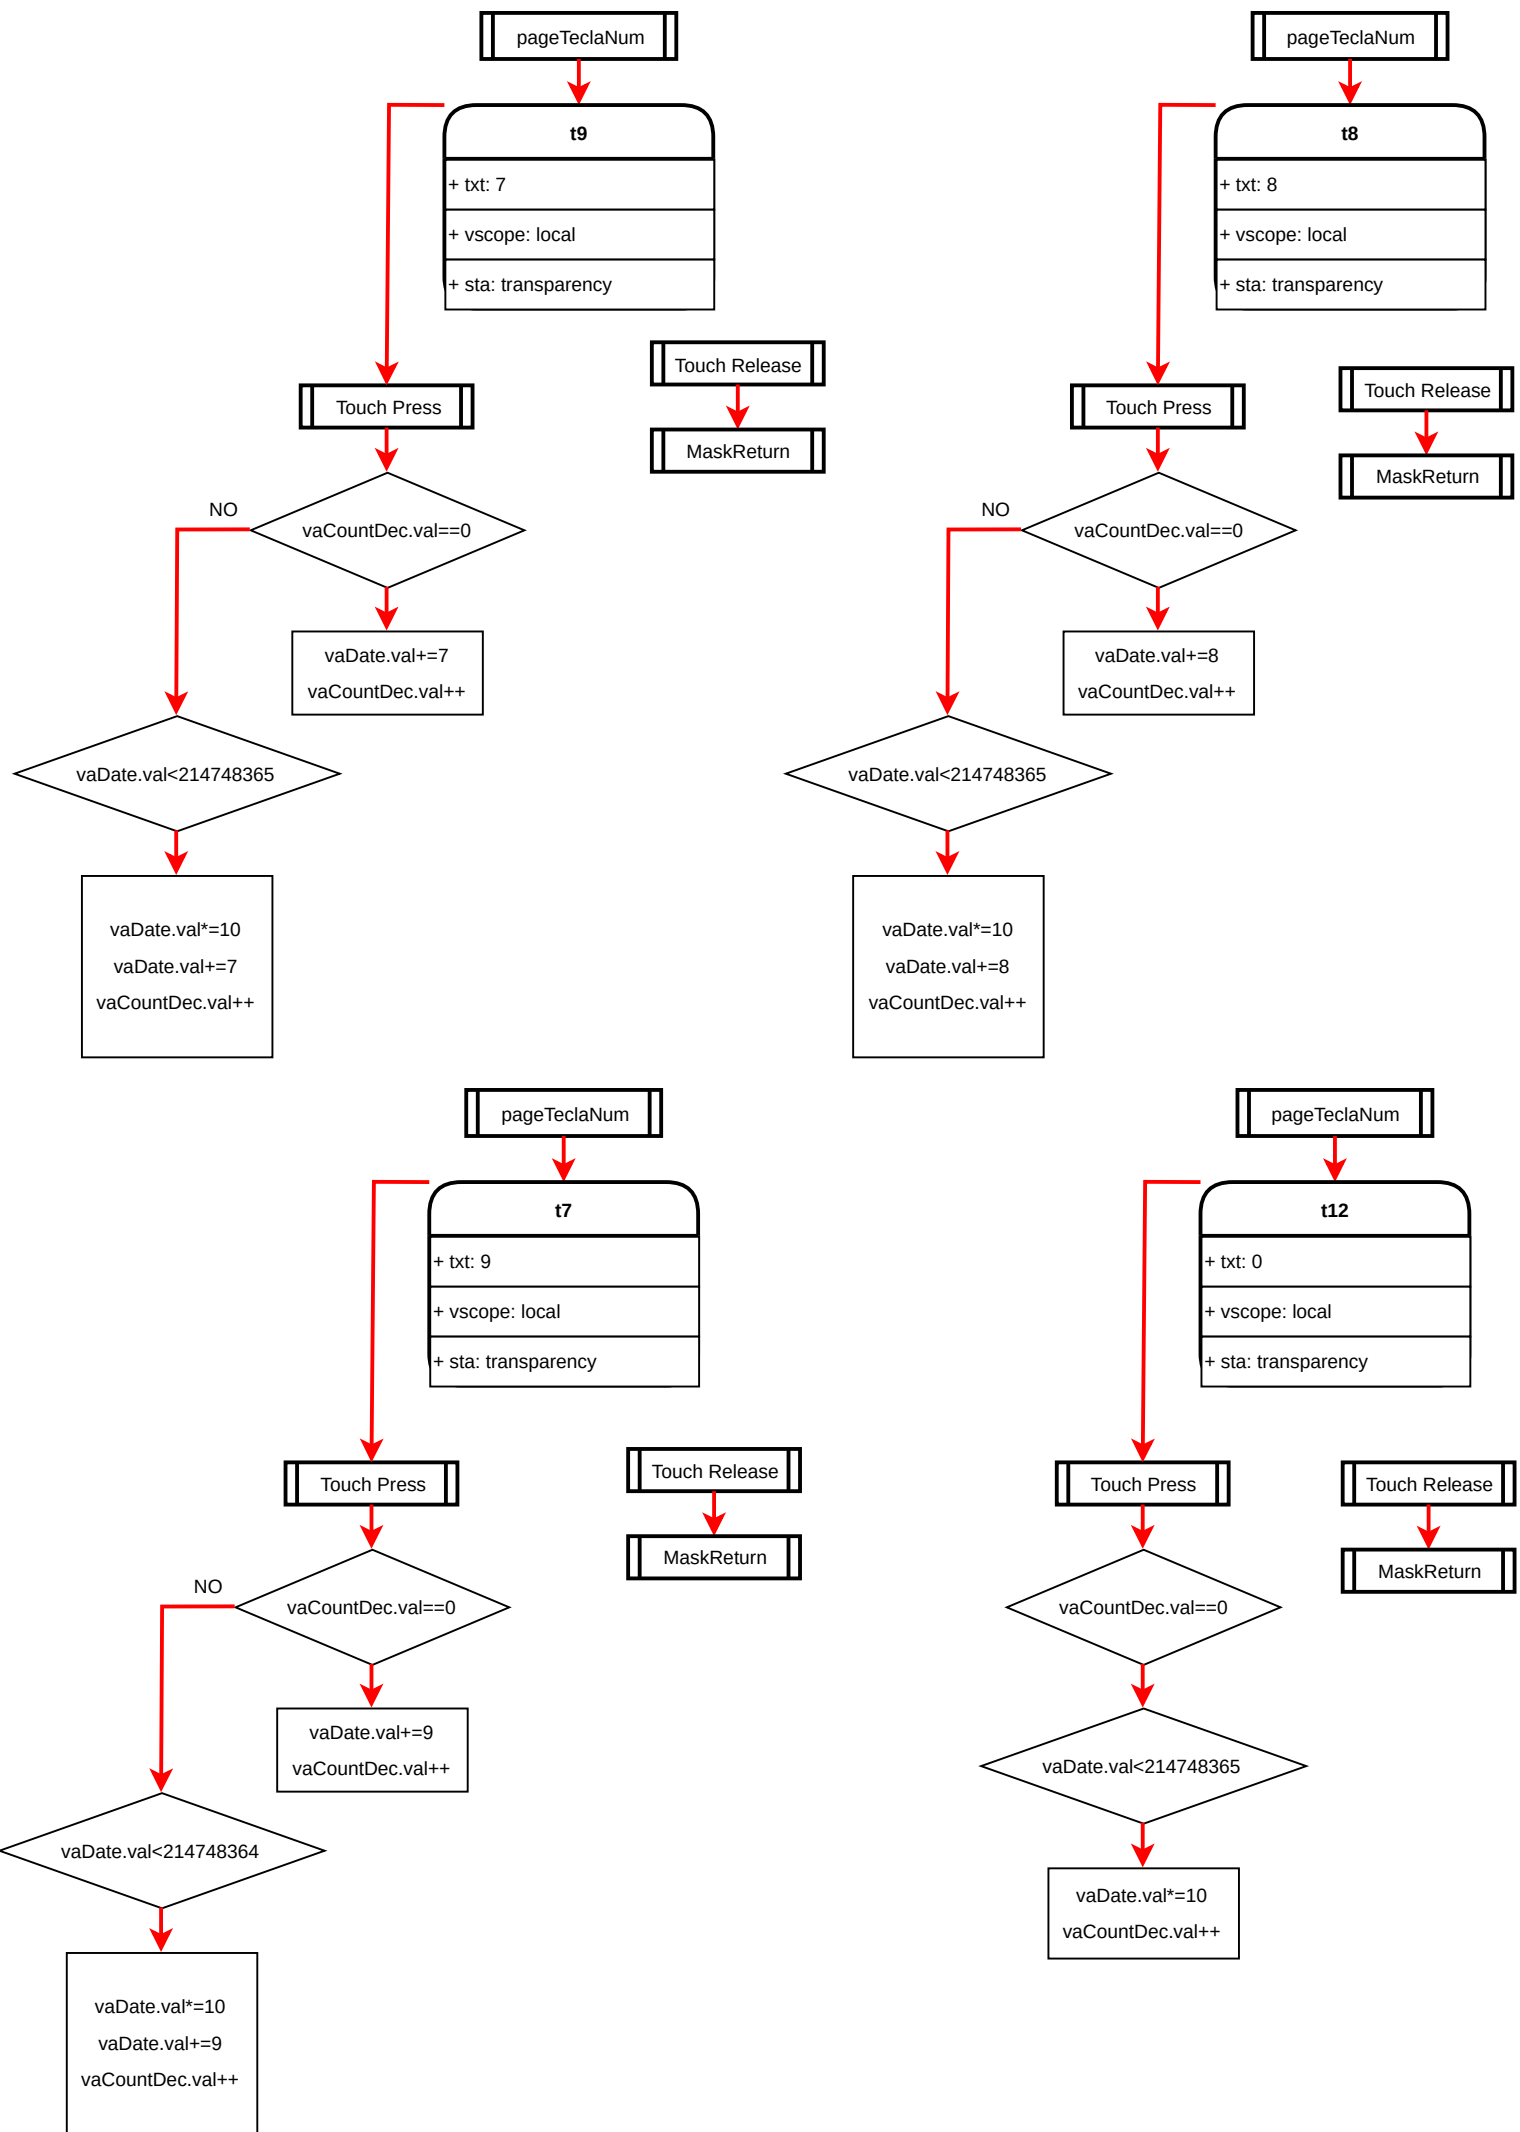 pageTeclaNum
t9
+ txt: 7
+ vscope: local
+ sta: transparency
Touch Release
MaskReturn
Touch Press
NO
vaCountDec.val==0
vaDate.val+=7
vaCountDec.val++
vaDate.val<214748365
vaDate.val*=10
vaDate.val+=7
vaCountDec.val++
pageTeclaNum
t8
+ txt: 8
+ vscope: local
+ sta: transparency
Touch Release
MaskReturn
Touch Press
NO
vaCountDec.val==0
vaDate.val+=8
vaCountDec.val++
vaDate.val<214748365
vaDate.val*=10
vaDate.val+=8
vaCountDec.val++
pageTeclaNum
t7
+ txt: 9
+ vscope: local
+ sta: transparency
Touch Release
MaskReturn
Touch Press
NO
vaCountDec.val==0
vaDate.val+=9
vaCountDec.val++
vaDate.val<214748364
vaDate.val*=10
vaDate.val+=9
vaCountDec.val++
pageTeclaNum
t12
+ txt: 0
+ vscope: local
+ sta: transparency
Touch Press
Touch Release
MaskReturn
vaCountDec.val==0
vaDate.val<214748365
vaDate.val*=10
vaCountDec.val++